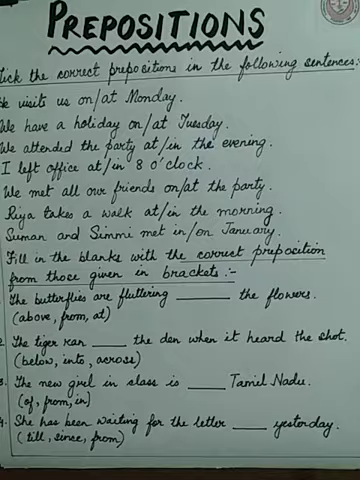 PREPOSITIONS
Tick the correct prepositions in the following sentences:-
He visits us on/at Monday.
We have a holiday on/at Tuesday.
We attended the party at/in the evening.
I left office at/in 8 o'clock.
We met all our friends on/at the party.
Riya takes a walk at/in the morning.
Suman and Simmi met in/on January.
Fill in the blanks with the correct preposition
from those given in brackets:-
The butterflies are fluttering ______ the flowers.
(above, from, at)
2. The tiger ran ____ the den when it heard the shot.
(below, into, across)
3. The new girl in class is ____ Tamil Nadu.
(of, from, in)
4. She has been waiting for the letter ____ yesterday.
(till, since, from)